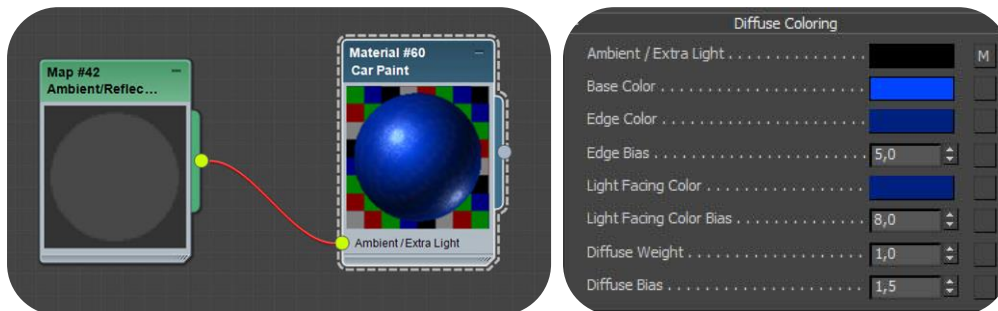 Map #42
Ambient/Reflec...
Material #60
Car Paint
Ambient / Extra Light
Diffuse Coloring
Ambient / Extra Light . . . . . . . . . . . . . . . M
Base Color . . . . . . . . . . . . . . . . . . . . . .
Edge Color . . . . . . . . . . . . . . . . . . . . . .
Edge Bias . . . . . . . . . . . . . . . . . . . . . . . 5,0
Light Facing Color . . . . . . . . . . . . . . . . .
Light Facing Color Bias . . . . . . . . . . . . . 8,0
Diffuse Weight . . . . . . . . . . . . . . . . . . . 1,0
Diffuse Bias . . . . . . . . . . . . . . . . . . . . . 1,5